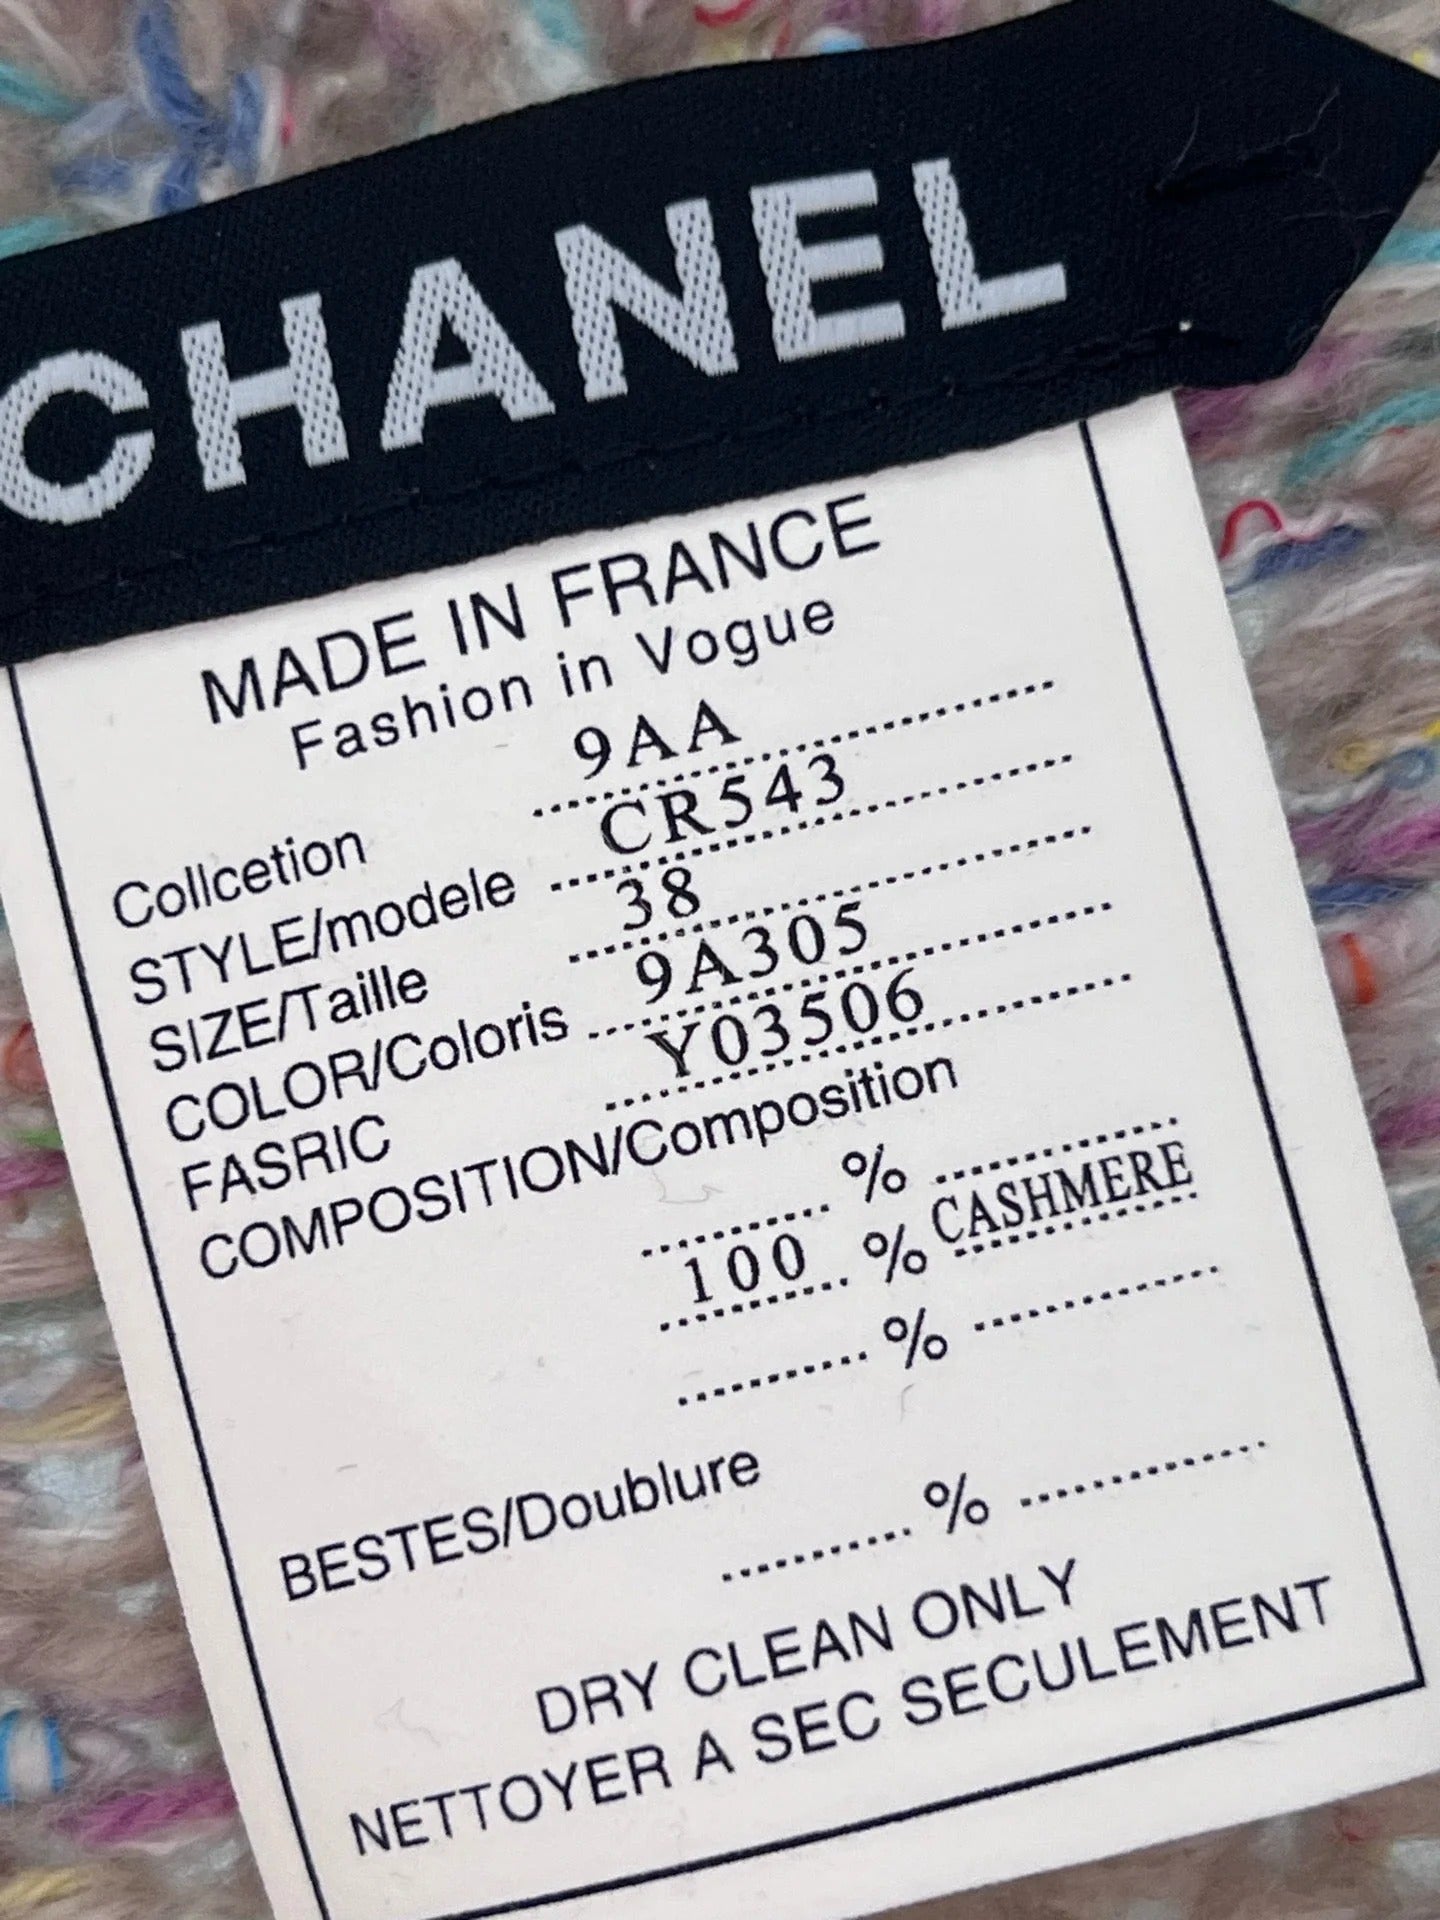 CHANEL
MADE IN FRANCE
Fashion in Vogue
Collcetion 9AA
STYLE/modele CR543
SIZE/Taille 38
COLOR/Coloris 9A305
FASRIC Y03506
COMPOSITION/Composition
%
100 % CASHMERE
%
BESTES/Doublure
%
DRY CLEAN ONLY
NETTOYER A SEC SECULEMENT